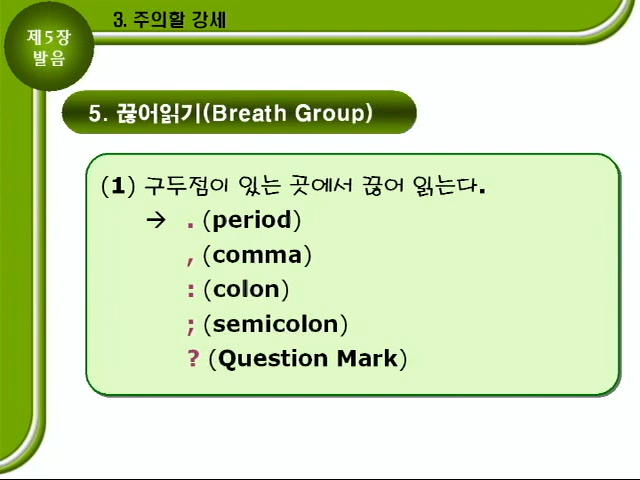 3. 주의할 강세
제5장
발음
5. 끊어읽기(Breath Group)
(1) 구두점이 있는 곳에서 끊어 읽는다.
→ . (period)
, (comma)
: (colon)
; (semicolon)
? (Question Mark)